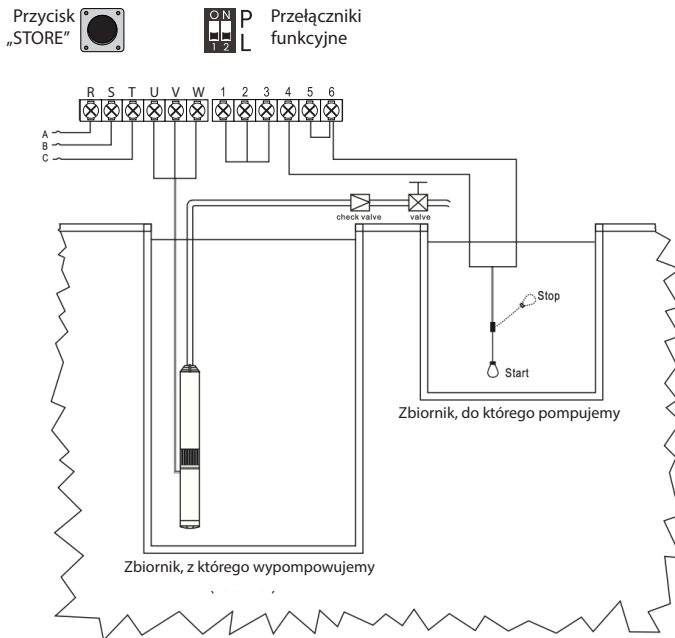 Przycisk
„STORE”
ON
1 2
P
L
Przełączniki
funkcyjne
R S T U V W 1 2 3 4 5 6
A
B
C
check valve
valve
Stop
Start
Zbiornik, do którego pompujemy
Zbiornik, z którego wypompowujemy